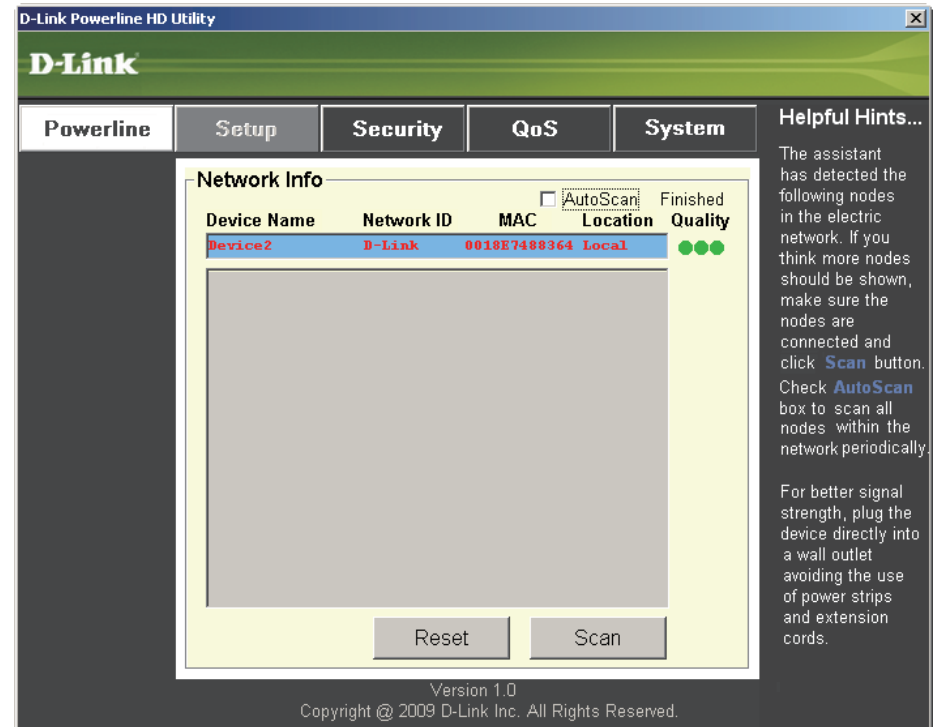 D-Link Powerline HD Utility
D-Link
Powerline Setup Security QoS System
Network Info
AutoScan Finished
Device Name Network ID MAC Location Quality
Device2 D-Link 0018E7488364 Local
Reset Scan
Version 1.0
Copyright @ 2009 D-Link Inc. All Rights Reserved.
Helpful Hints...
The assistant
has detected the
following nodes
in the electric
network. If you
think more nodes
should be shown,
make sure the
nodes are
connected and
click Scan button.
Check AutoScan
box to scan all
nodes within the
network periodically.
For better signal
strength, plug the
device directly into
a wall outlet
avoiding the use
of power strips
and extension
cords.